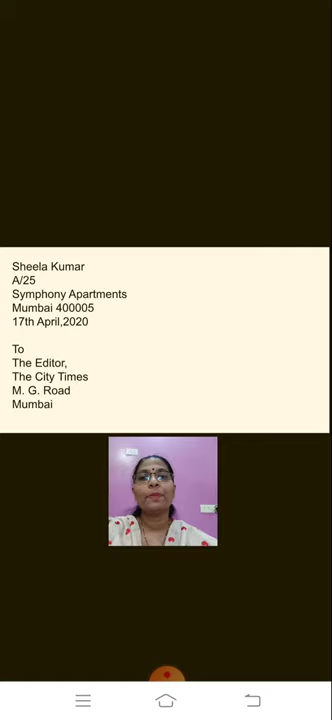 Sheela Kumar
A/25
Symphony Apartments
Mumbai 400005
17th April,2020
To
The Editor,
The City Times
M. G. Road
Mumbai